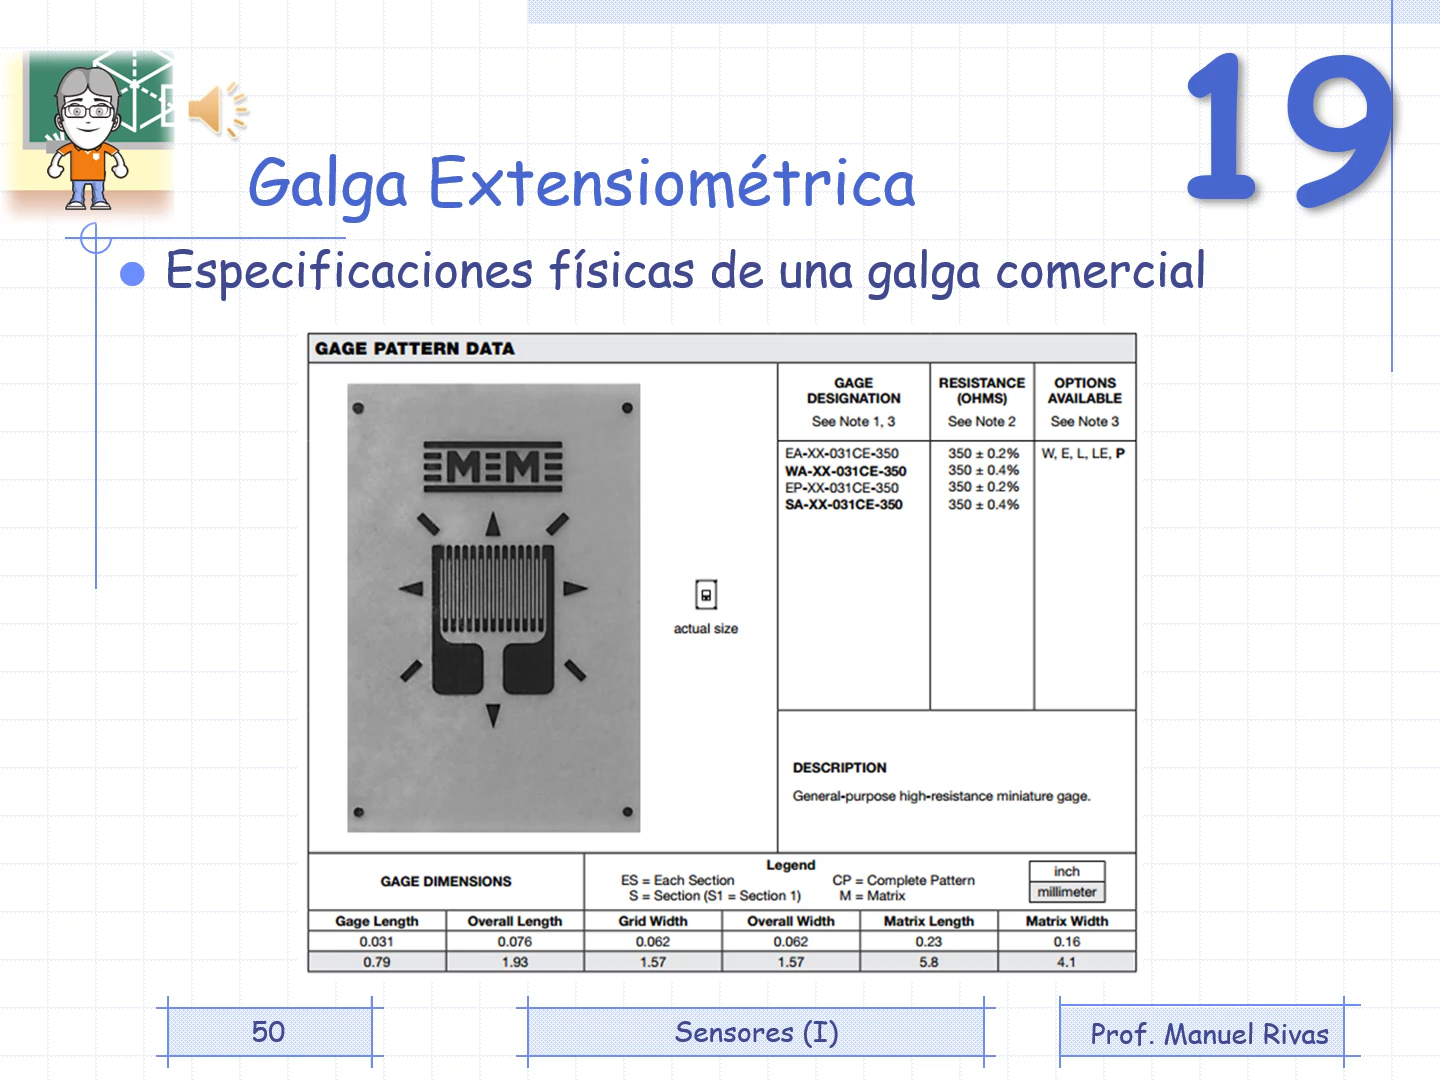 19
Galga Extensiométrica
Especificaciones físicas de una galga comercial
GAGE PATTERN DATA
MM
actual size
GAGE DESIGNATION
See Note 1, 3
RESISTANCE (OHMS)
See Note 2
OPTIONS AVAILABLE
See Note 3
EA-XX-031CE-350 350 ± 0.2% W, E, L, LE, P
WA-XX-031CE-350 350 ± 0.4%
EP-XX-031CE-350 350 ± 0.2%
SA-XX-031CE-350 350 ± 0.4%
DESCRIPTION
General-purpose high-resistance miniature gage.
GAGE DIMENSIONS
Legend
ES = Each Section CP = Complete Pattern
S = Section (S1 = Section 1) M = Matrix
inch
millimeter
Gage Length Overall Length Grid Width Overall Width Matrix Length Matrix Width
0.031 0.076 0.062 0.062 0.23 0.16
0.79 1.93 1.57 1.57 5.8 4.1
50
Sensores (I)
Prof. Manuel Rivas